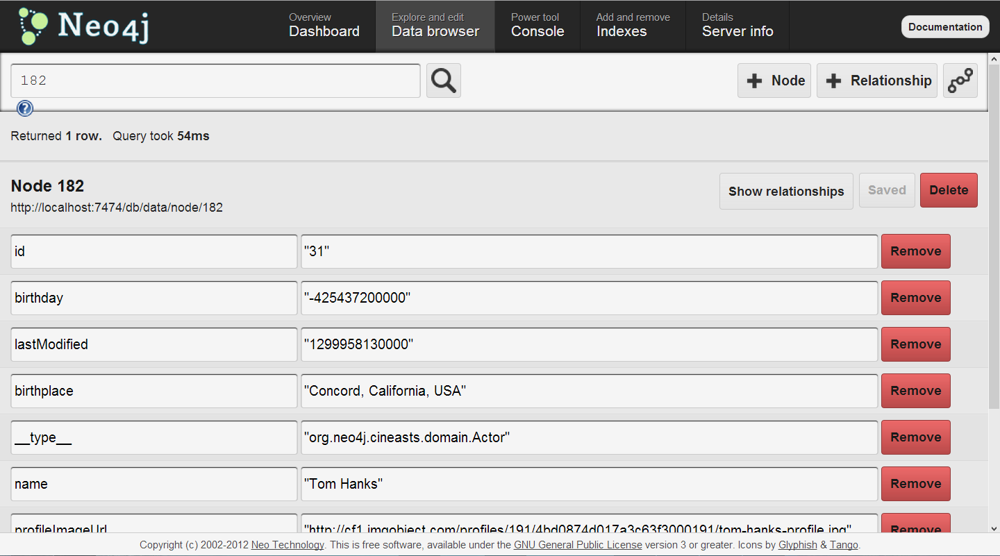 Neo4j
Overview
Dashboard
Explore and edit
Data browser
Power tool
Console
Add and remove
Indexes
Details
Server info
Documentation
182
Node
Relationship
?
Returned 1 row. Query took 54ms
Node 182
http://localhost:7474/db/data/node/182
Show relationships
Saved
Delete
id "31" Remove
birthday "-425437200000" Remove
lastModified "1299958130000" Remove
birthplace "Concord, California, USA" Remove
__type__ "org.neo4j.cineasts.domain.Actor" Remove
name "Tom Hanks" Remove
profileImageUrl "http://cf1.imgobject.com/profiles/191/4bd0874d017a3c63f3000191/tom-hanks-profile.jpg" Remove
Copyright (c) 2002-2012 Neo Technology. This is free software, available under the GNU General Public License version 3 or greater. Icons by Glyphish & Tango.